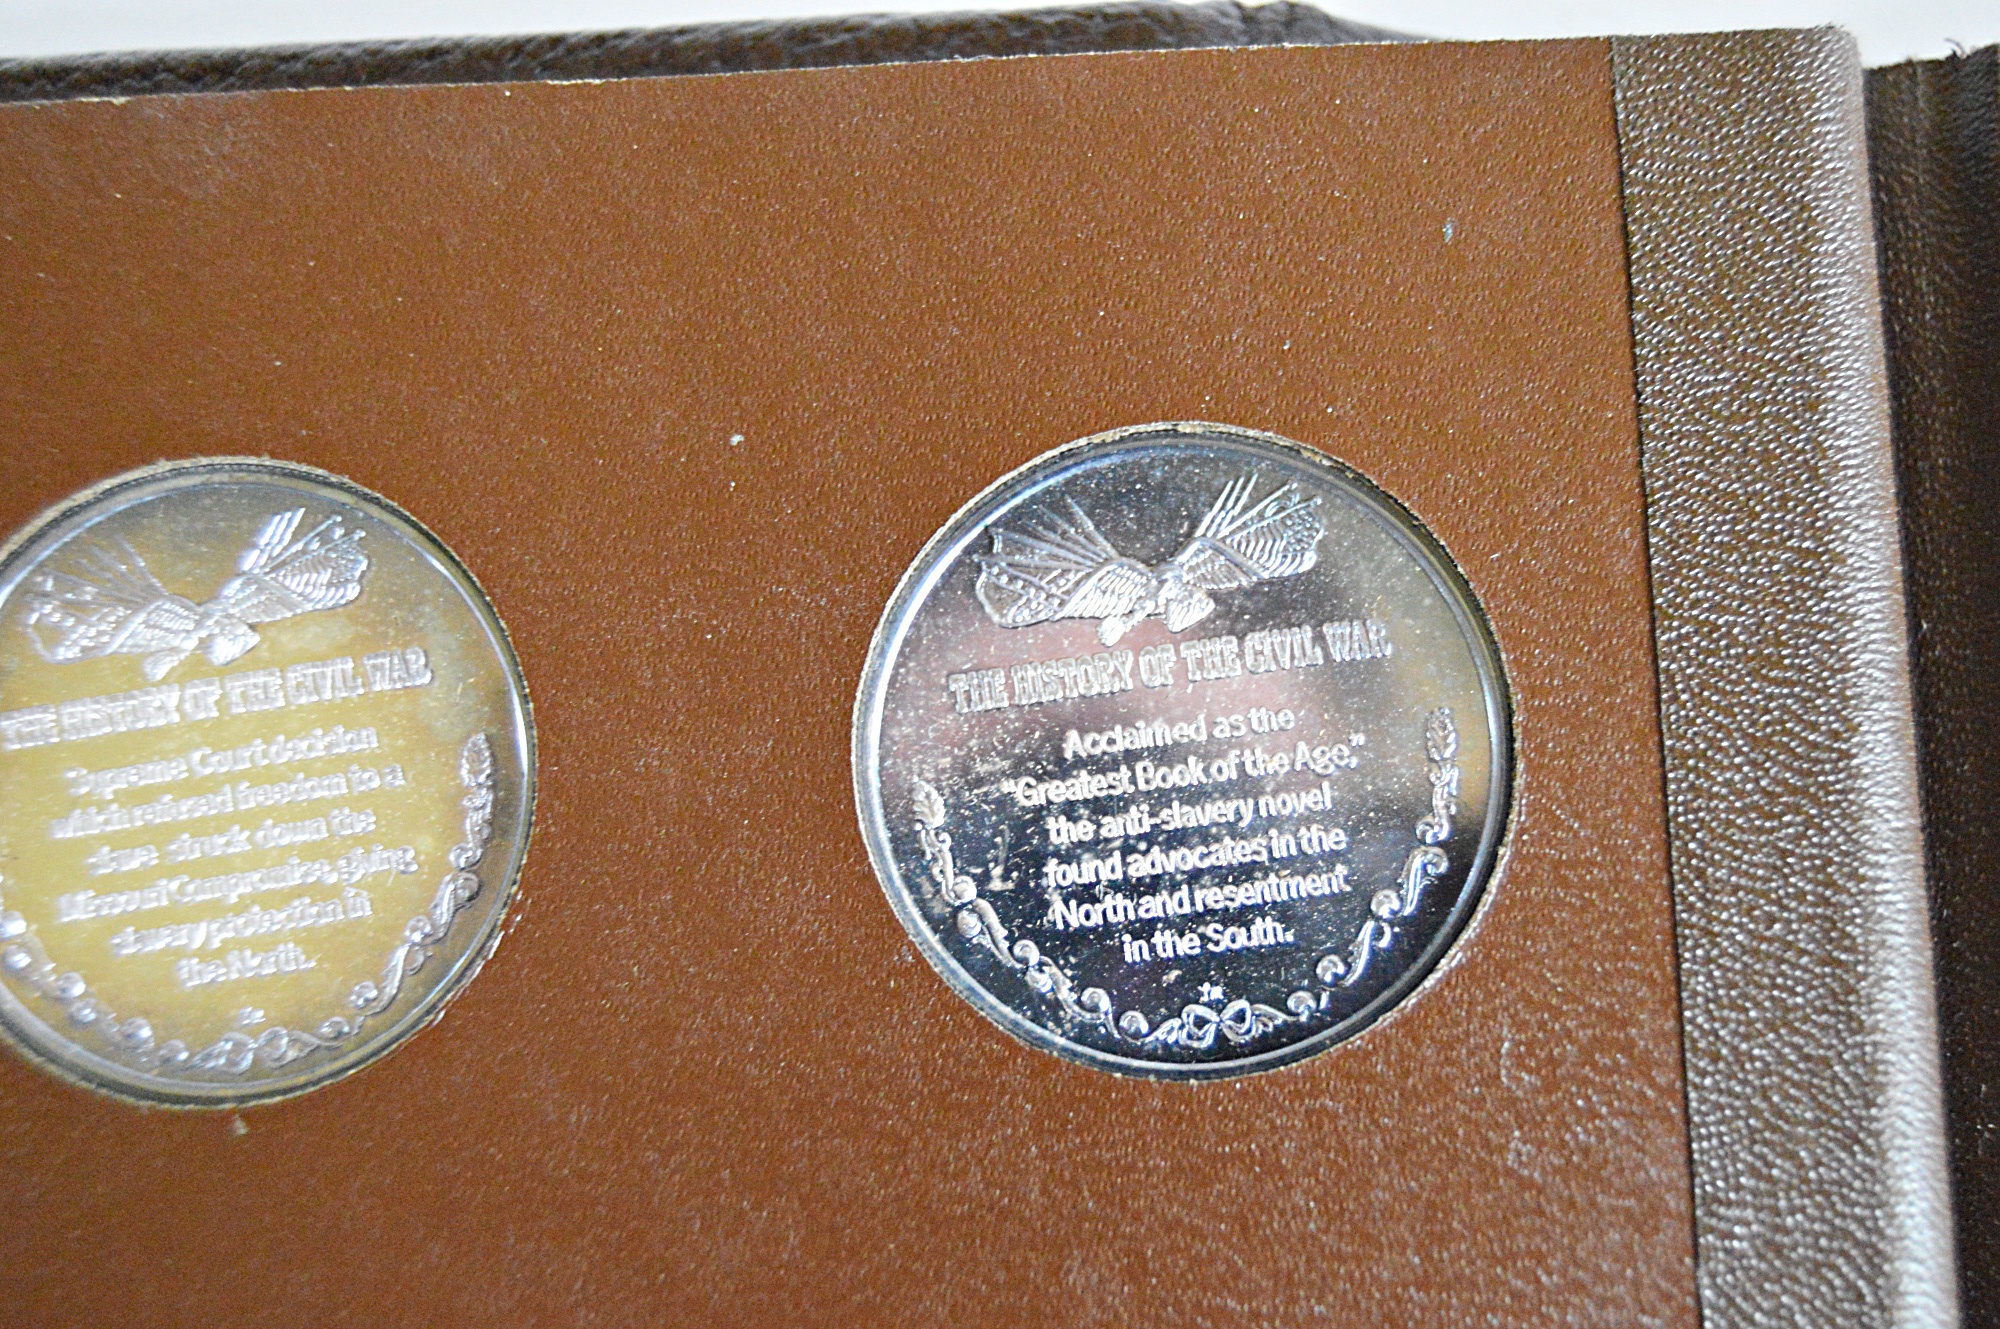 THE HISTORY OF THE CIVIL WAR
Supreme Court decision
which refused freedom to a
slave struck down the
Missouri Compromise, giving
slavery protection in
the North.
THE HISTORY OF THE CIVIL WAR
Acclaimed as the
"Greatest Book of the Age,"
the anti-slavery novel
found advocates in the
North and resentment
in the South.